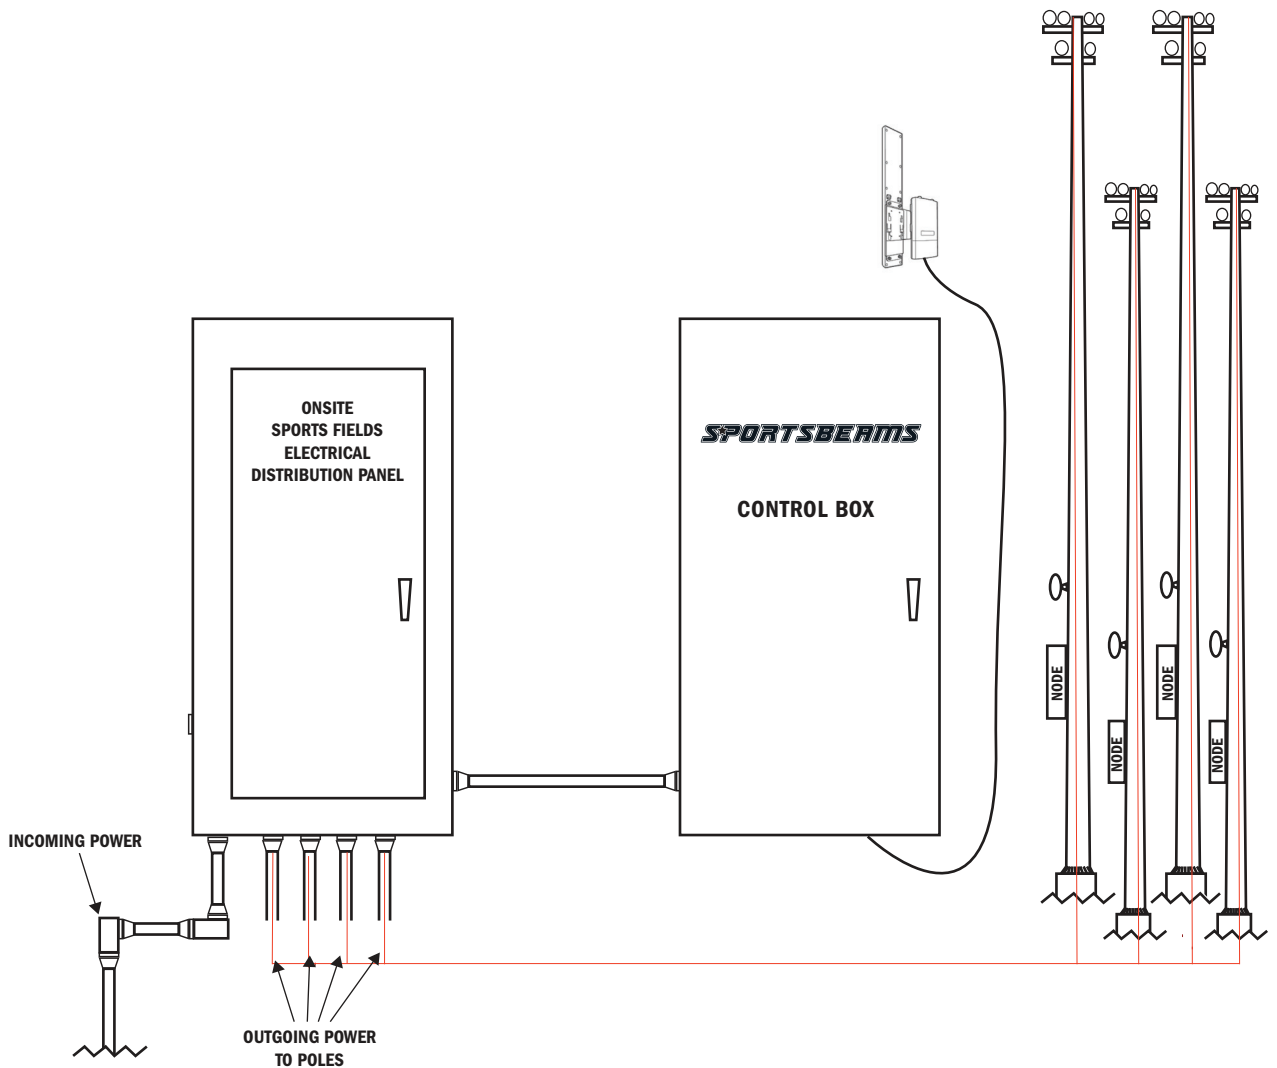 ONSITE
SPORTS FIELDS
ELECTRICAL
DISTRIBUTION PANEL
SPORTSBEAMS
CONTROL BOX
NODE
NODE
NODE
NODE
INCOMING POWER
OUTGOING POWER
TO POLES